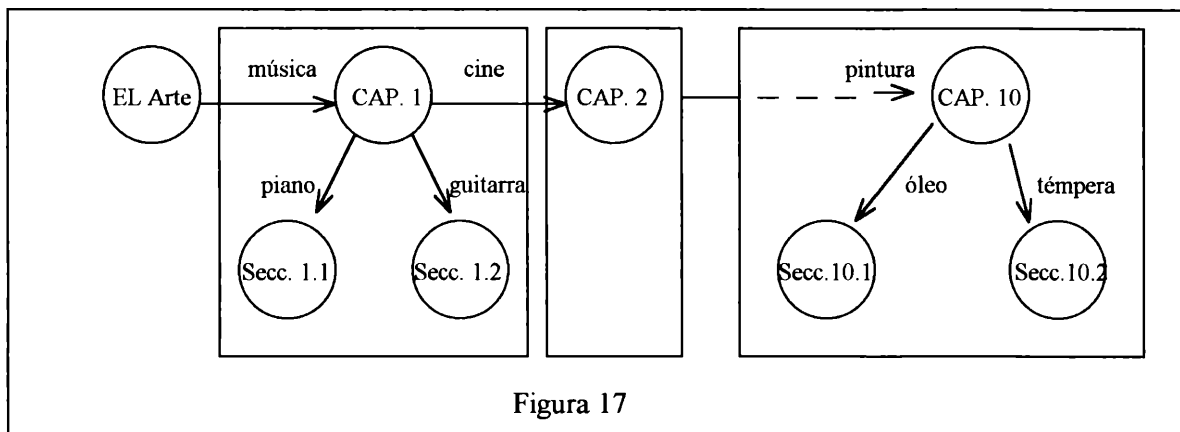 música cine pintura
EL Arte CAP. 1 CAP. 2 CAP. 10
piano guitarra óleo témpera
Secc. 1.1 Secc. 1.2 Secc.10.1 Secc.10.2
Figura 17